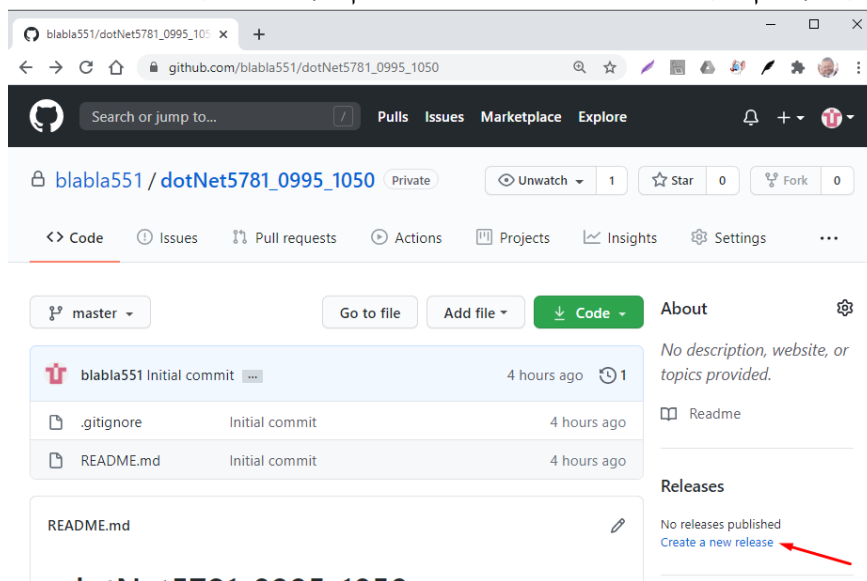 blabla551/dotNet5781_0995_105
github.com/blabla551/dotNet5781_0995_1050
Search or jump to... / Pulls Issues Marketplace Explore
blabla551 / dotNet5781_0995_1050 Private Unwatch 1 Star 0 Fork 0
Code Issues Pull requests Actions Projects Insights Settings ...
master Go to file Add file Code
blabla551 Initial commit ... 4 hours ago 1
.gitignore Initial commit 4 hours ago
README.md Initial commit 4 hours ago
README.md
About
No description, website, or
topics provided.
Readme
Releases
No releases published
Create a new release